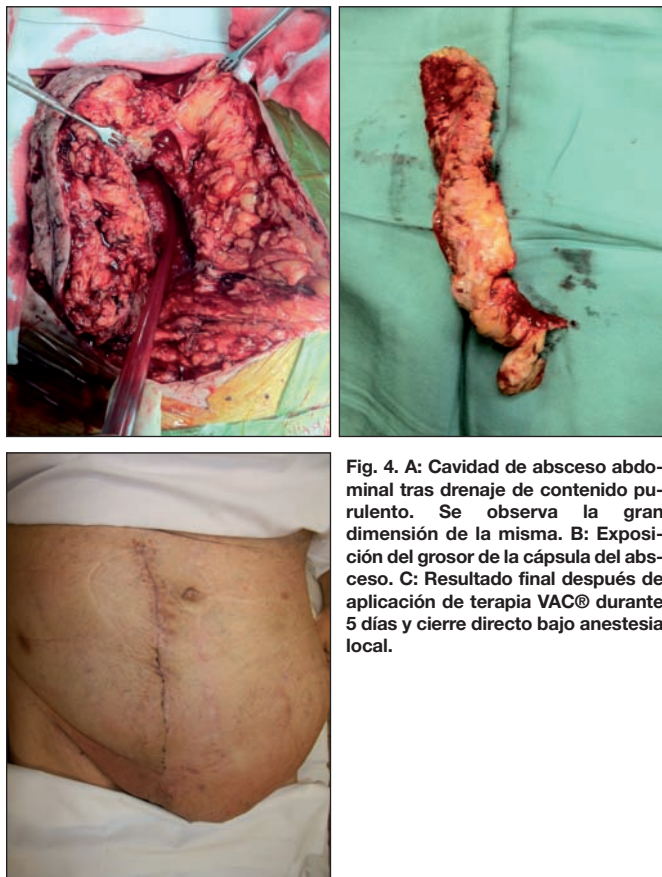 Fig. 4. A: Cavidad de absceso abdo-
minal tras drenaje de contenido pu-
rulento. Se observa la gran
dimensión de la misma. B: Exposi-
ción del grosor de la cápsula del abs-
ceso. C: Resultado final después de
aplicación de terapia VAC® durante
5 días y cierre directo bajo anestesia
local.